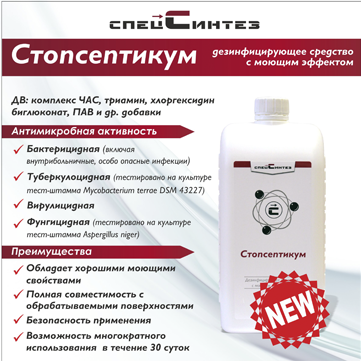 СПЕЦСИНТЕЗ
Стопсептикум
дезинфицирующее средство
с моющим эффектом
ДВ: комплекс ЧАС, триамин, хлоргексидин
биглюконат, ПАВ и др. добавки
Антимикробная активность
Бактерицидная (включая
внутрибольничные, особо опасные инфекции)
Туберкулоцидная (тестировано на культуре
тест-штамма Mycobacterium terrae DSM 43227)
Вирулицидная
Фунгицидная (тестировано на культуре
тест-штамма Aspergillus niger)
Преимущества
Обладает хорошими моющими
свойствами
Полная совместимость с
обрабатываемыми поверхностями
Безопасность применения
Возможность многократного
использования в течение 30 суток
СПЕЦСИНТЕЗ
Стопсептикум
NEW